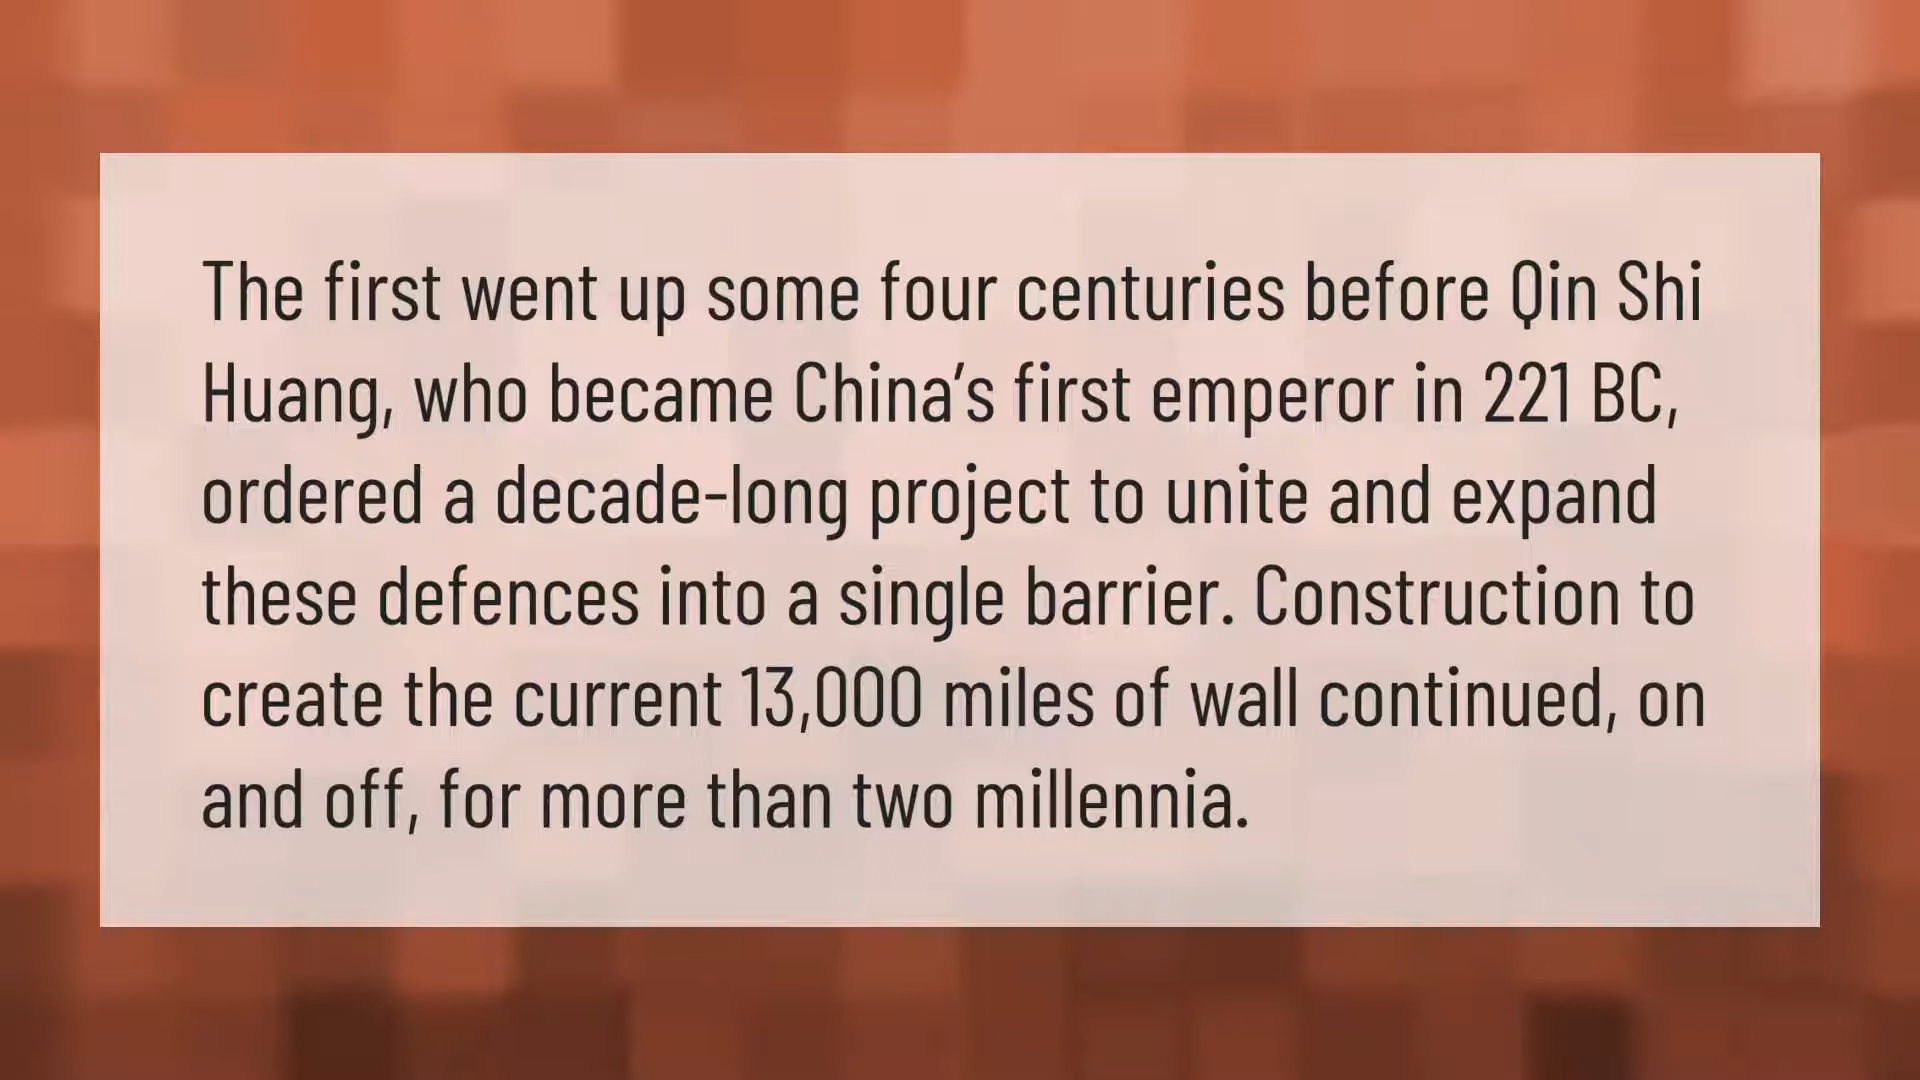 The first went up some four centuries before Qin Shi
Huang, who became China’s first emperor in 221 BC,
ordered a decade-long project to unite and expand
these defences into a single barrier. Construction to
create the current 13,000 miles of wall continued, on
and off, for more than two millennia.